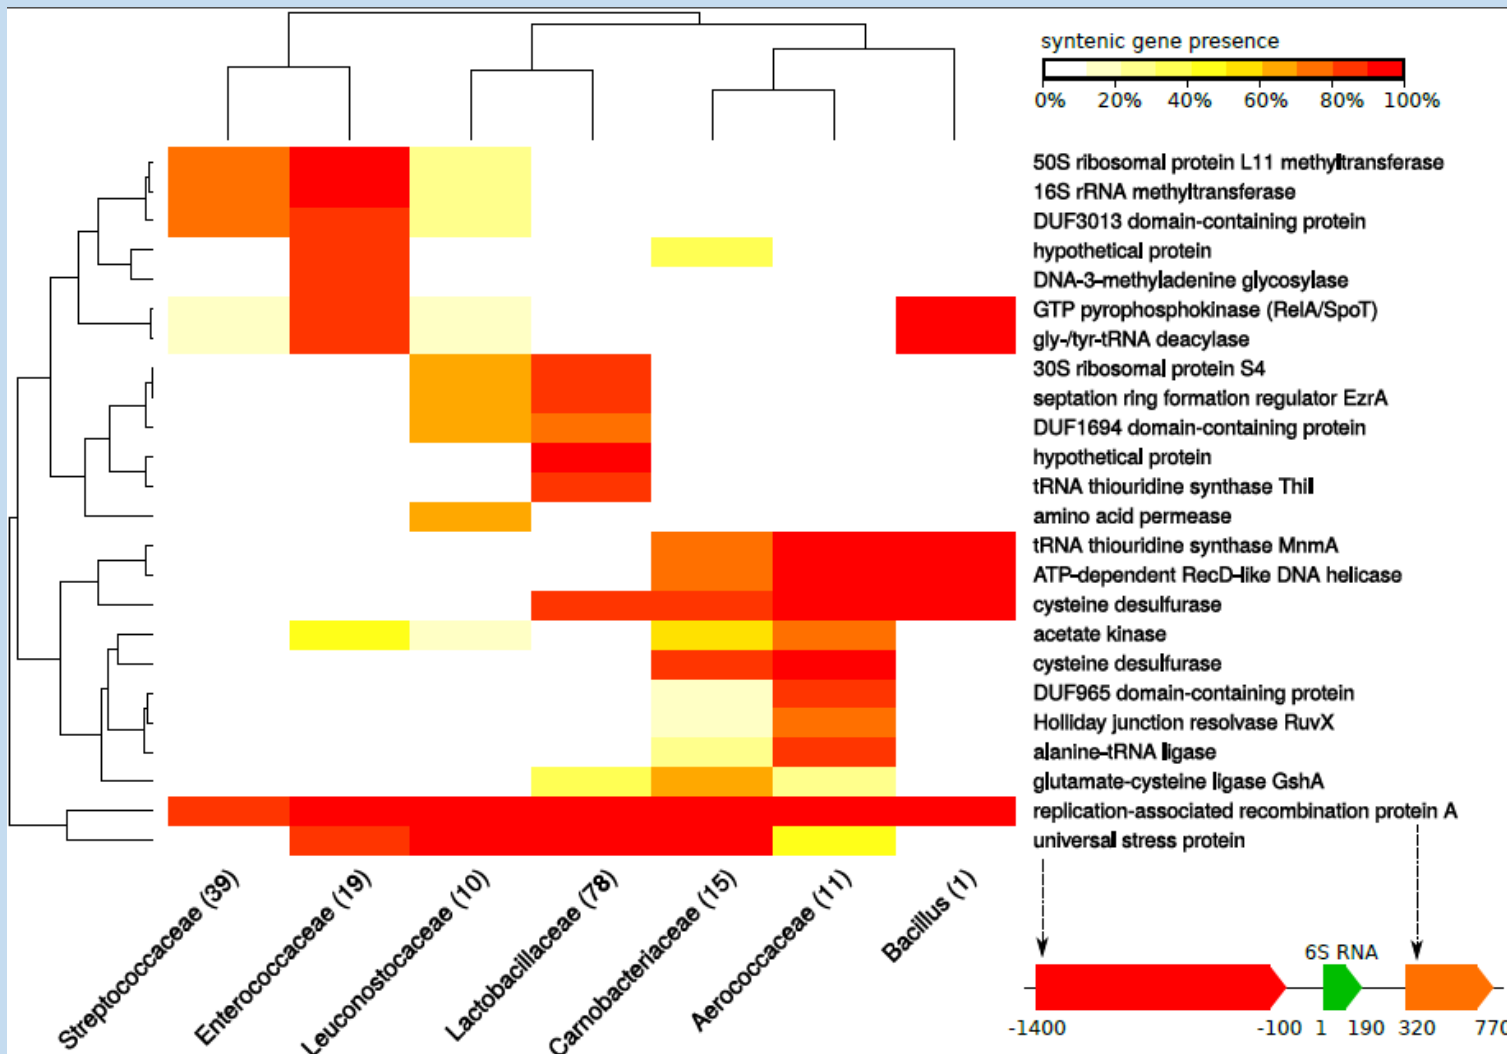 syntenic gene presence
0% 20% 40% 60% 80% 100%
50S ribosomal protein L11 methyltransferase
16S rRNA methyltransferase
DUF3013 domain-containing protein
hypothetical protein
DNA-3-methyladenine glycosylase
GTP pyrophosphokinase (RelA/SpoT)
gly-/tyr-tRNA deacylase
30S ribosomal protein S4
septation ring formation regulator EzrA
DUF1694 domain-containing protein
hypothetical protein
tRNA thiouridine synthase ThiI
amino acid permease
tRNA thiouridine synthase MnmA
ATP-dependent RecD-like DNA helicase
cysteine desulfurase
acetate kinase
cysteine desulfurase
DUF965 domain-containing protein
Holliday junction resolvase RuvX
alanine-tRNA ligase
glutamate-cysteine ligase GshA
replication-associated recombination protein A
universal stress protein
Streptococcaceae (39)
Enterococcaceae (19)
Leuconostocaceae (10)
Lactobacillaceae (78)
Carnobacteriaceae (15)
Aerococcaceae (11)
Bacillus (1)
6S RNA
-1400 -100 1 190 320 770